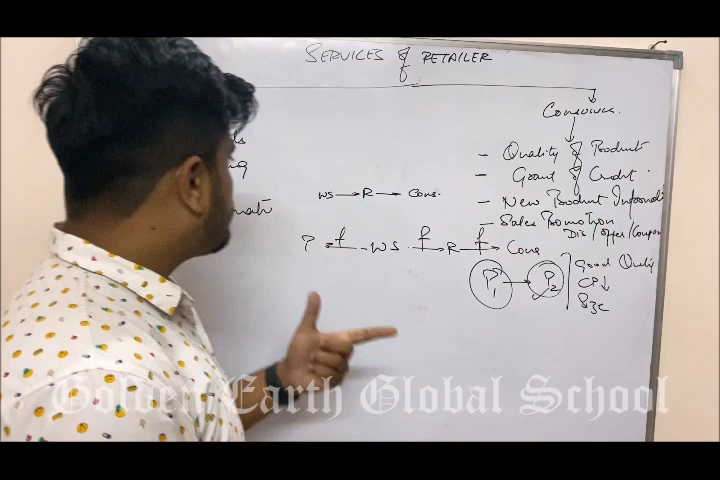 SERVICES of RETAILER
Consumer.
- Quality of Product
- Grant of Credit.
- New Product Informati
- Sales Promotion
Dis/offer/coupon
WS → R → Cons.
P WS R Cons
P1 → P2
Good Quality
CP ↓
Size
Golden Earth Global School